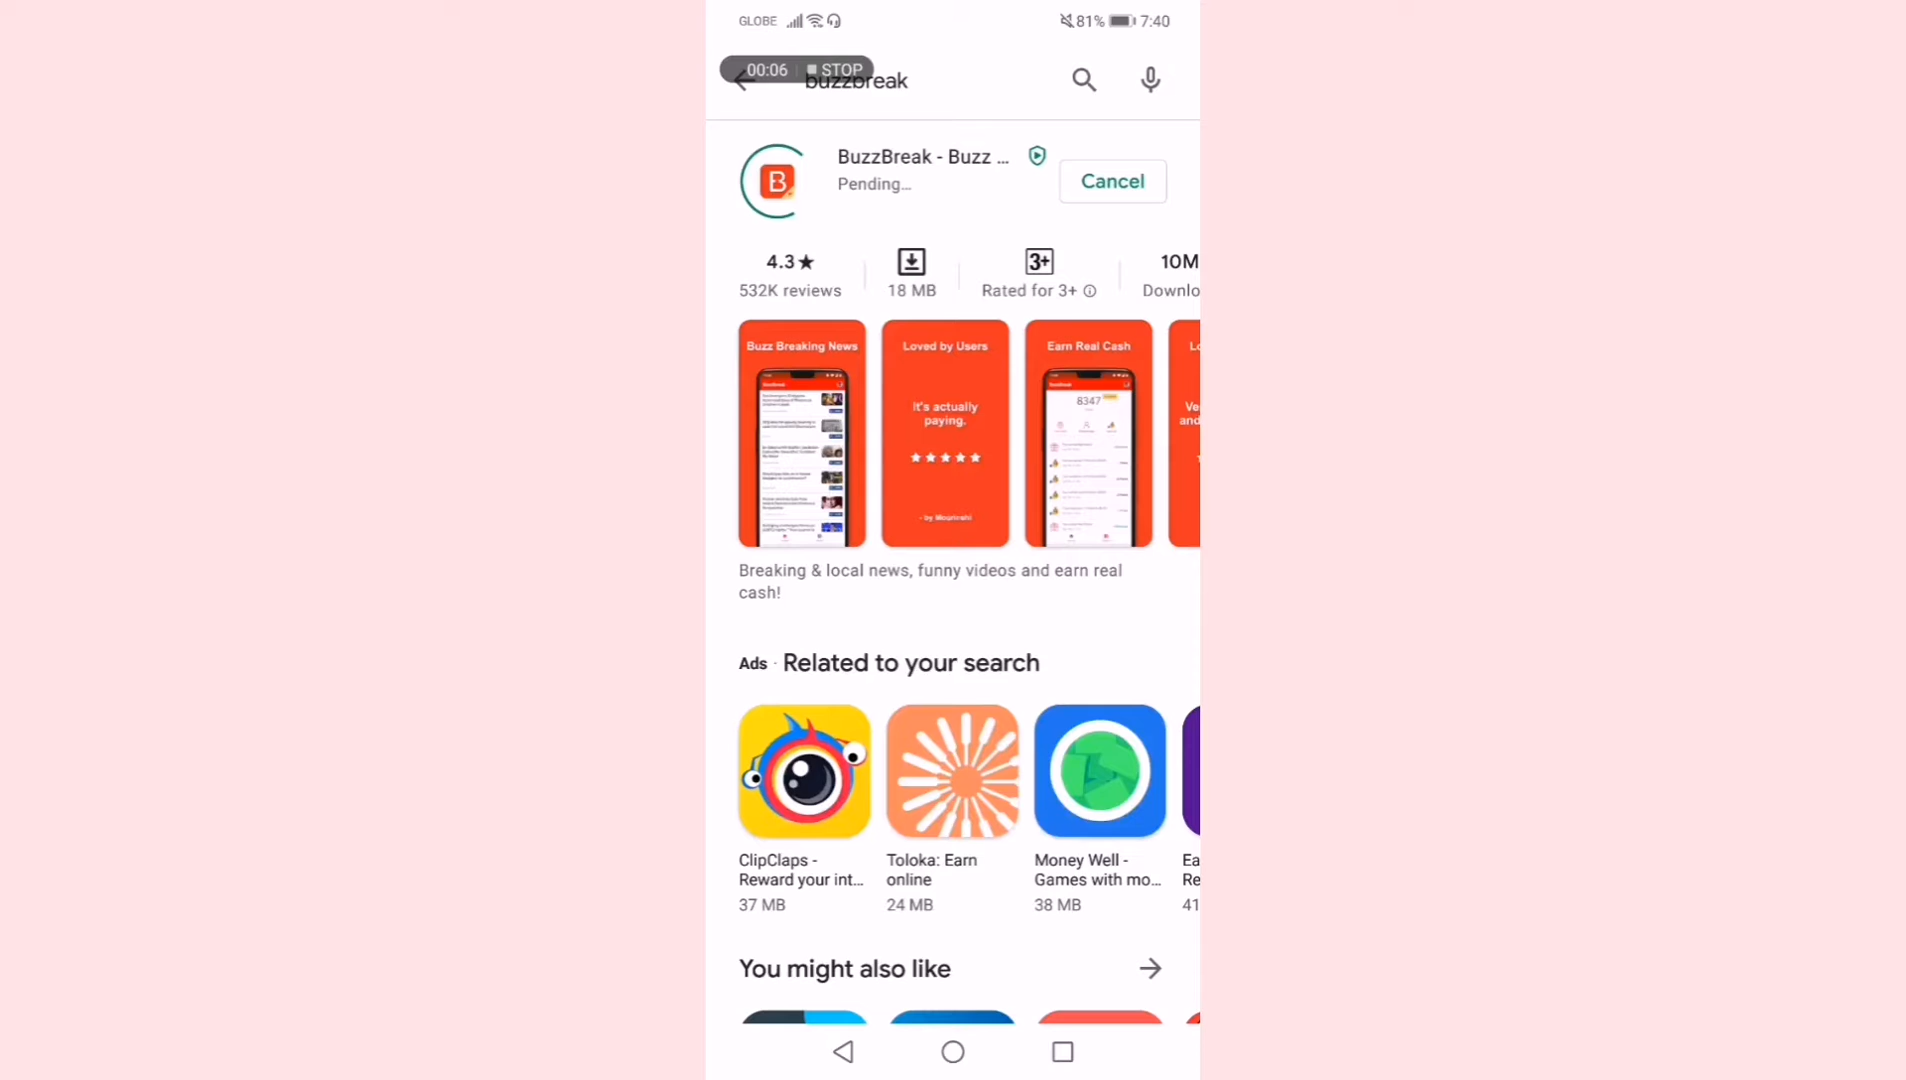 GLOBE 81% 7:40
00:06 STOP
buzzbreak
BuzzBreak - Buzz ...
Pending...
Cancel
B
4.3★ 3+ 10M
532K reviews 18 MB Rated for 3+ Downlo
Buzz Breaking News
Loved by Users
It's actually
paying.
★★★★★
Earn Real Cash
8347
Lo
Ve
and
Breaking & local news, funny videos and earn real
cash!
Ads · Related to your search
ClipClaps -
Reward your int...
37 MB
Toloka: Earn
online
24 MB
Money Well -
Games with mo...
38 MB
Ea
Re
41
You might also like